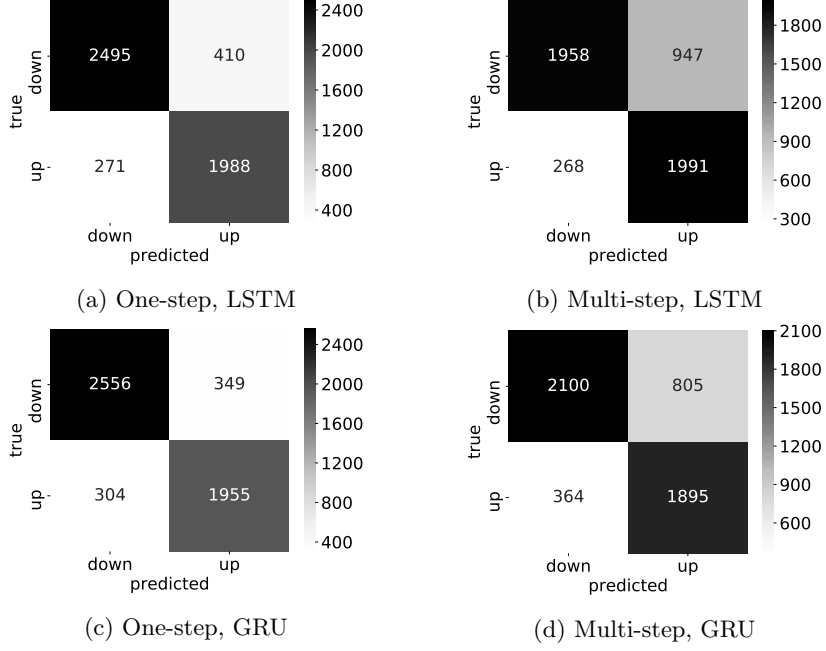 down
2495
410
2400
2000
1600
1200
800
400
true
up
271
1988
down
up
predicted
(a) One-step, LSTM
down
1958
947
1800
1500
1200
900
600
300
true
up
268
1991
down
up
predicted
(b) Multi-step, LSTM
down
2556
349
2400
2000
1600
1200
800
400
true
up
304
1955
down
up
predicted
(c) One-step, GRU
down
2100
805
2100
1800
1500
1200
900
600
true
up
364
1895
down
up
predicted
(d) Multi-step, GRU